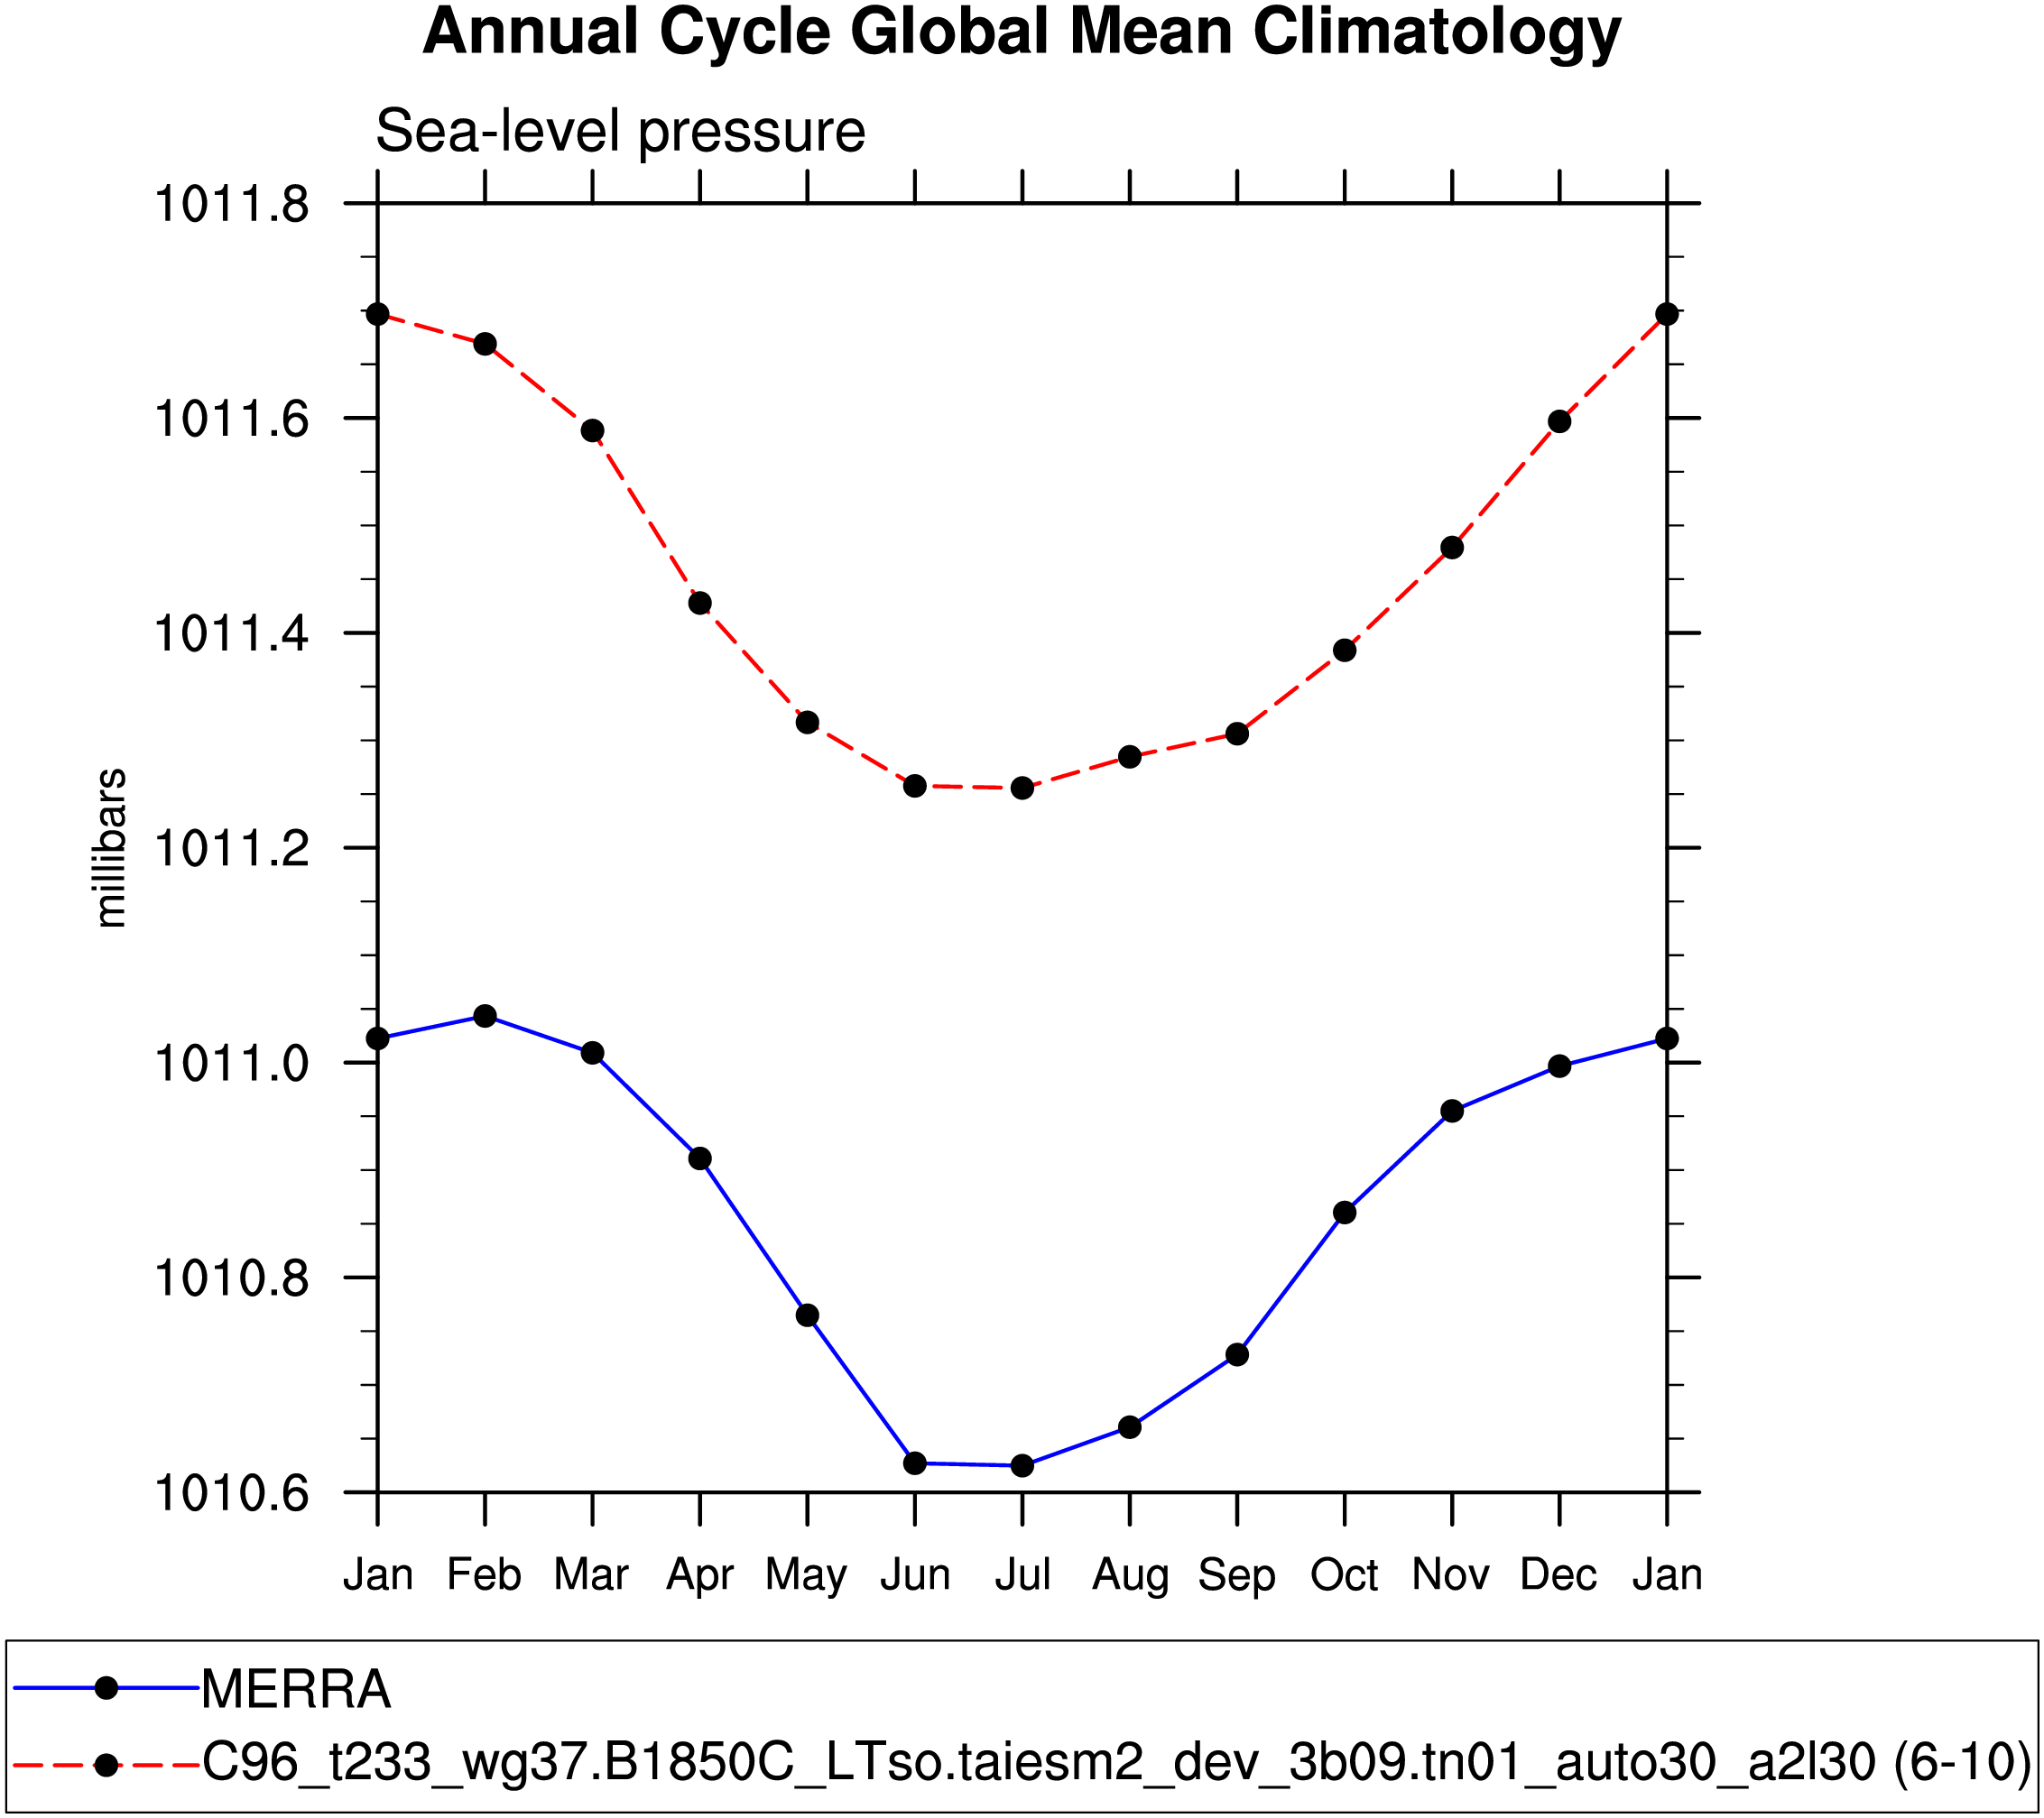 Annual Cycle Global Mean Climatology
Sea-level pressure
1011.8
1011.6
1011.4
1011.2
1011.0
1010.8
1010.6
millibars
Jan Feb Mar Apr May Jun Jul Aug Sep Oct Nov Dec Jan
MERRA
C96_t233_wg37.B1850C_LTso.taiesm2_dev_3b09.tn01_auto30_a2l30 (6-10)